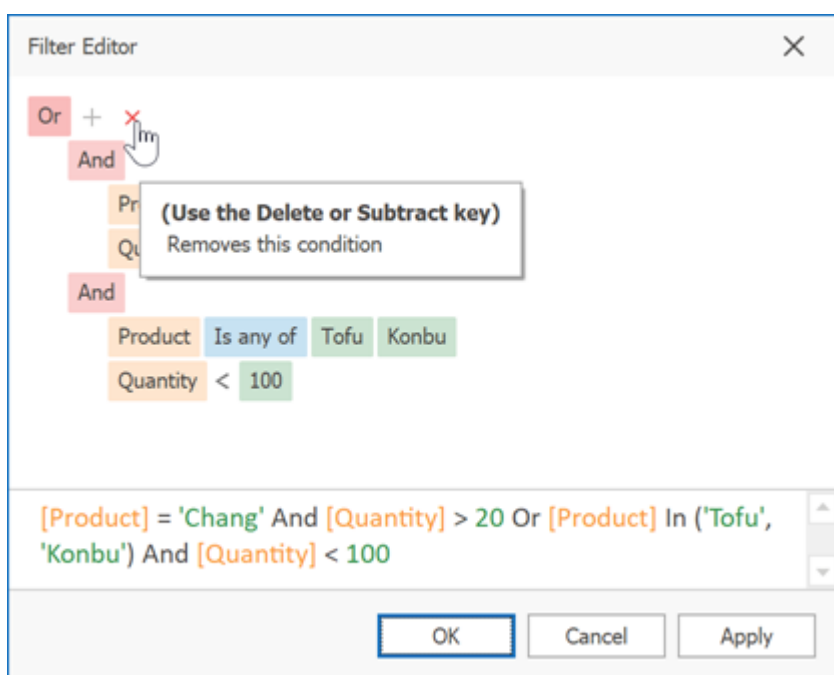 Filter Editor
Or
And
(Use the Delete or Subtract key)
Removes this condition
And
Product Is any of Tofu Konbu
Quantity < 100
[Product] = 'Chang' And [Quantity] > 20 Or [Product] In ('Tofu',
'Konbu') And [Quantity] < 100
OK Cancel Apply